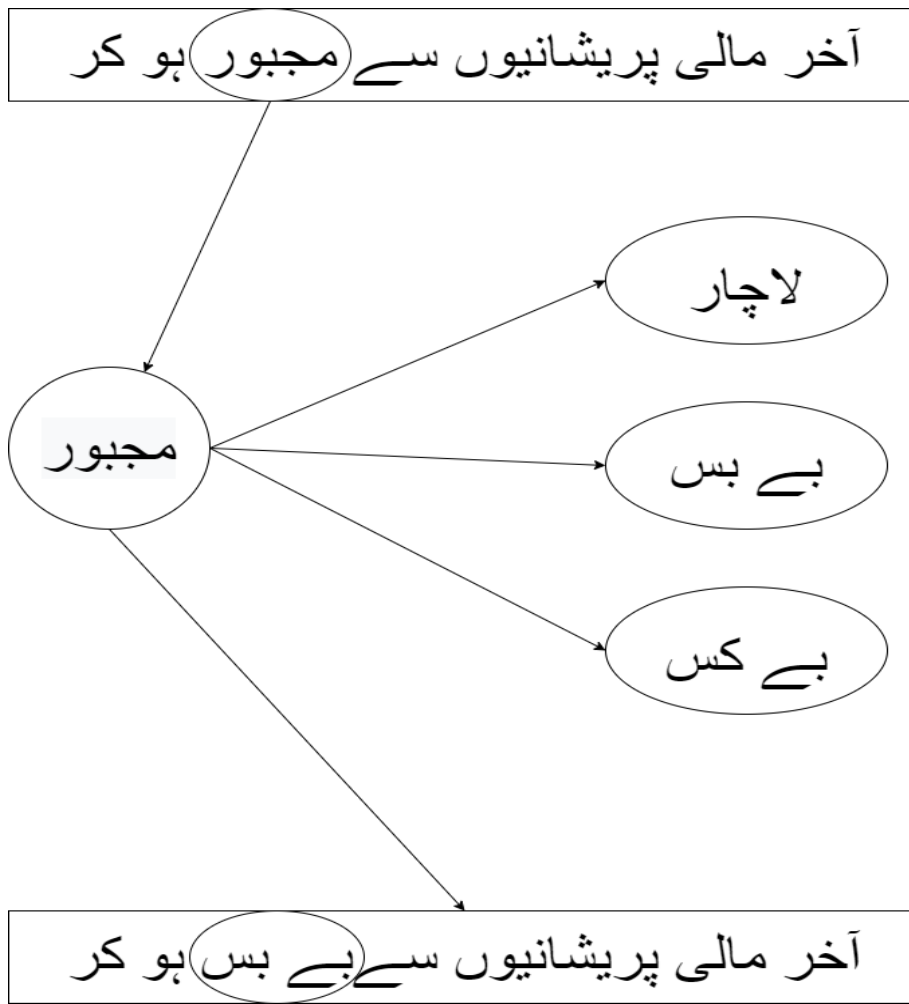 آخر مالی پریشانیوں سے مجبور ہو کر
لاچار
مجبور
بے بس
بے کس
آخر مالی پریشانیوں سے بے بس ہو کر